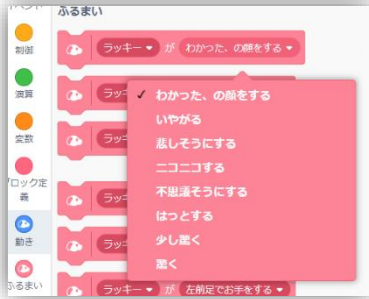 ふるまい
制御
ラッキー が わかった、の顔をする
演算
✓ わかった、の顔をする
いやがる
変数
悲しそうにする
ニコニコする
ブロック定
義
不思議そうにする
はっとする
動き
少し驚く
驚く
ふるまい
ラッキー が 左前足でお手をする